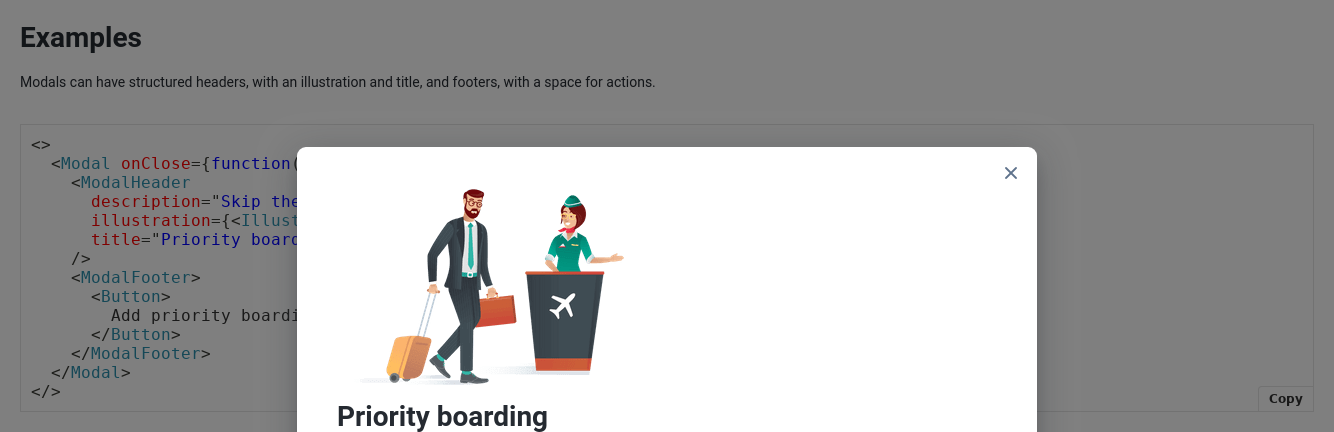 Examples
Modals can have structured headers, with an illustration and title, and footers, with a space for actions.
<>
<Modal onClose={function(
<ModalHeader
description="Skip the
illustration={<Illust
title="Priority board
/>
<ModalFooter>
<Button>
Add priority boardi
</Button>
</ModalFooter>
</Modal>
</>
Copy
Priority boarding